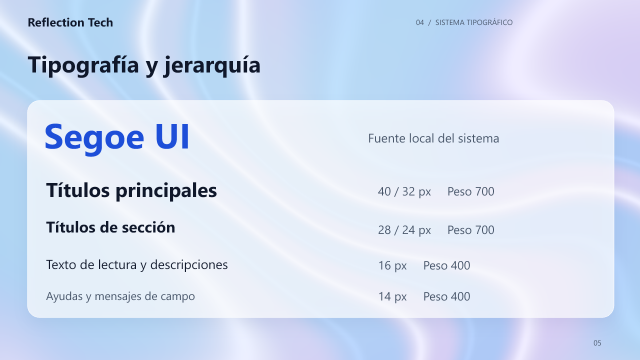 Reflection Tech
04 / SISTEMA TIPOGRÁFICO
Tipografía y jerarquía
Segoe UI
Fuente local del sistema
Títulos principales
40 / 32 px Peso 700
Títulos de sección
28 / 24 px Peso 700
Texto de lectura y descripciones
16 px Peso 400
Ayudas y mensajes de campo
14 px Peso 400
05